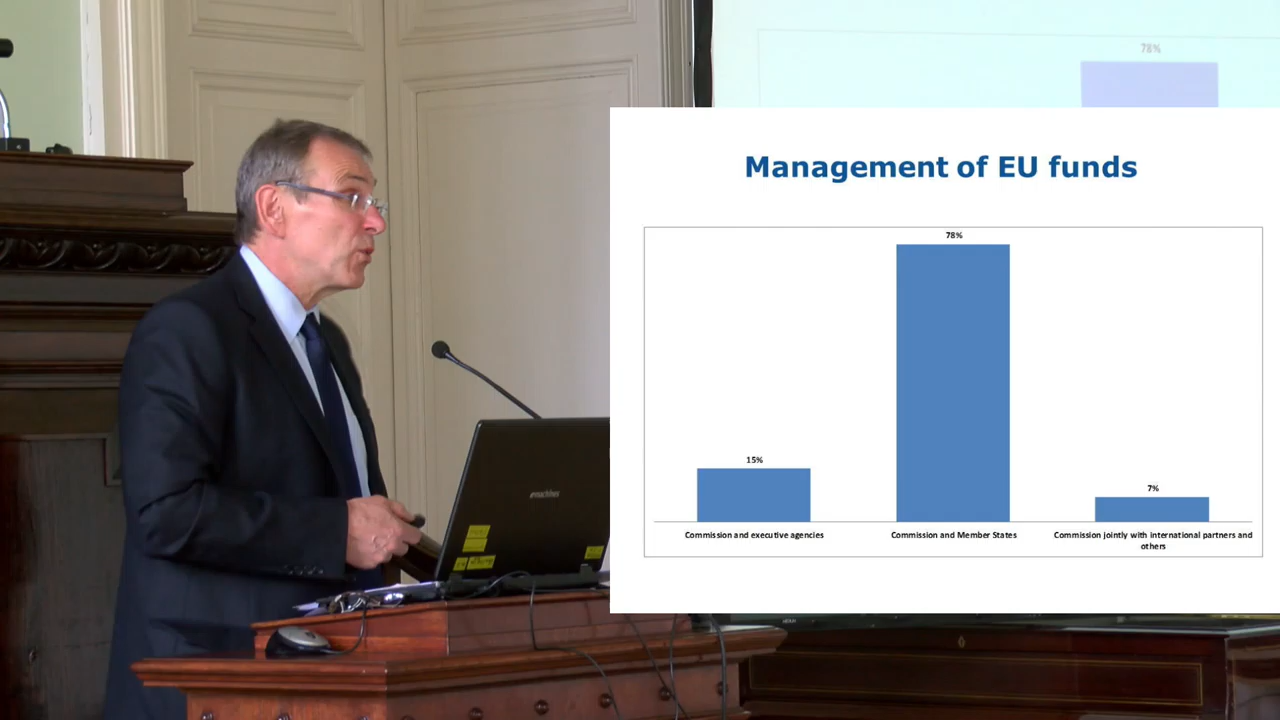 78%
Management of EU funds
78%
15%
7%
Commission and executive agencies
Commission and Member States
Commission jointly with international partners and
others
emachines